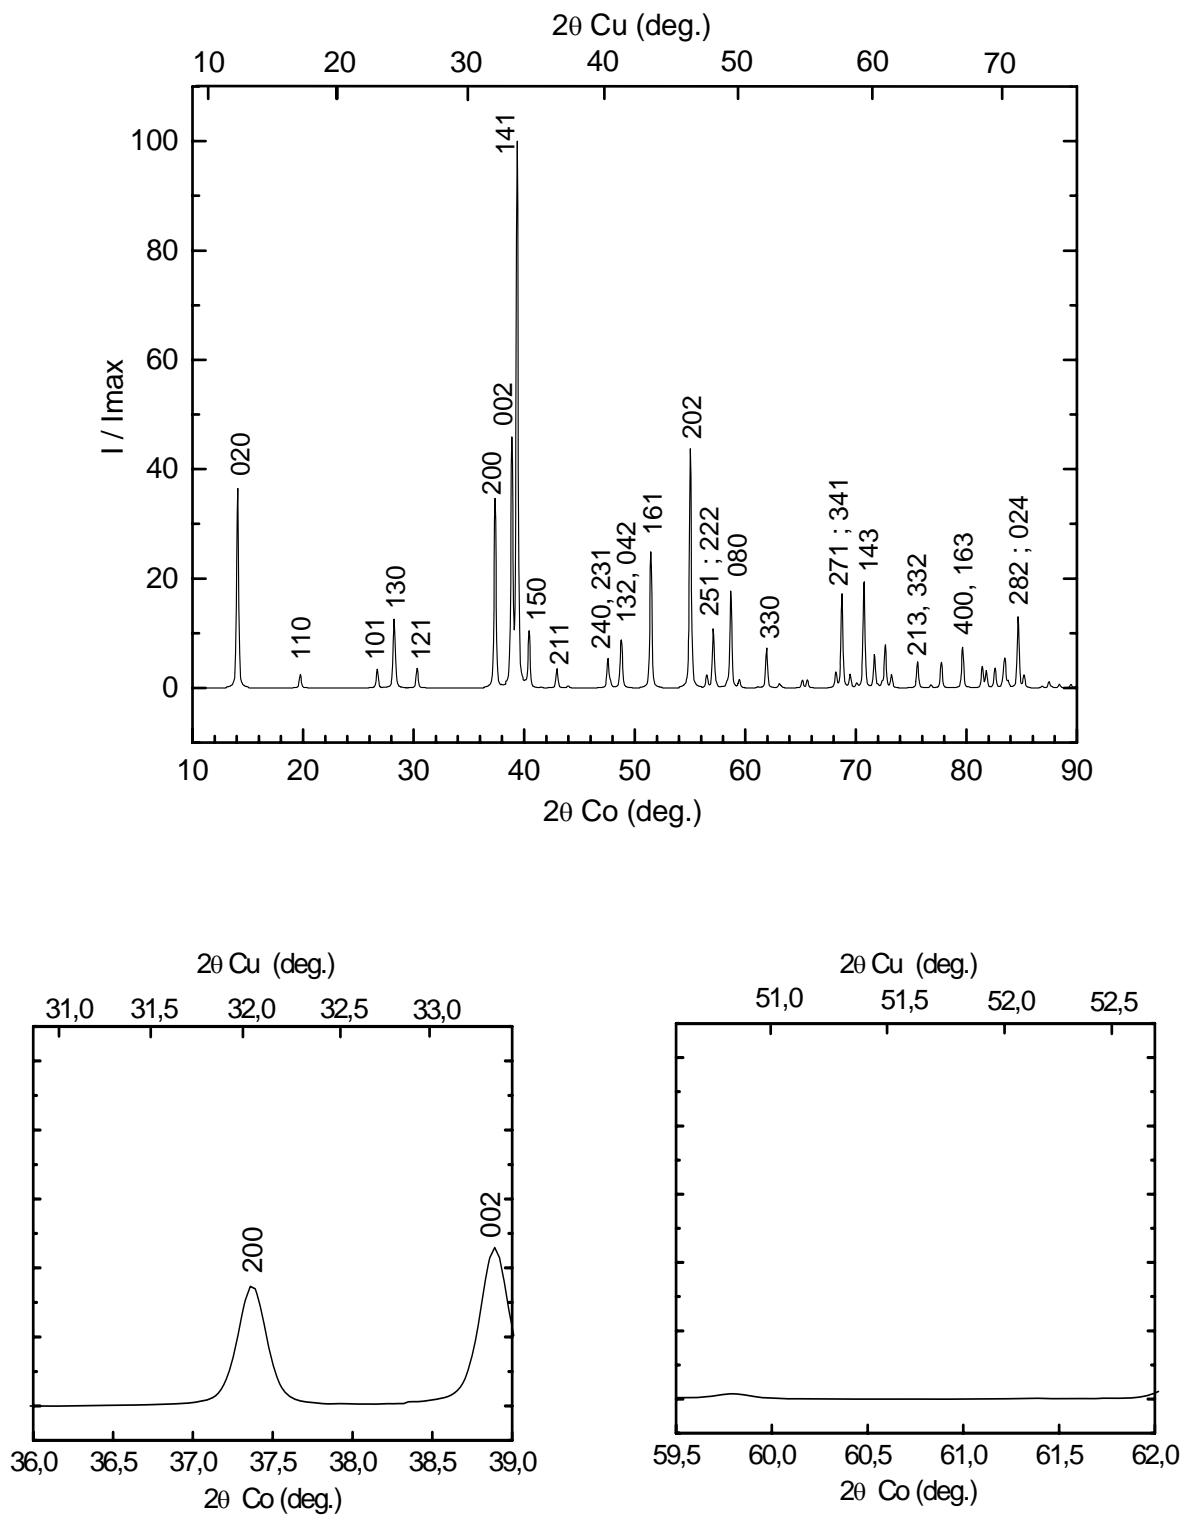 2θ Cu (deg.)
10 20 30 40 50 60 70
100
80
60
40
20
0
I / Imax
020
110
101
130
121
200
002
141
150
211
240, 231
132, 042
161
202
251 ; 222
080
330
271 ; 341
143
213, 332
400, 163
282 ; 024
10 20 30 40 50 60 70 80 90
2θ Co (deg.)
2θ Cu (deg.)
31,0 31,5 32,0 32,5 33,0
200
002
36,0 36,5 37,0 37,5 38,0 38,5 39,0
2θ Co (deg.)
2θ Cu (deg.)
51,0 51,5 52,0 52,5
59,5 60,0 60,5 61,0 61,5 62,0
2θ Co (deg.)